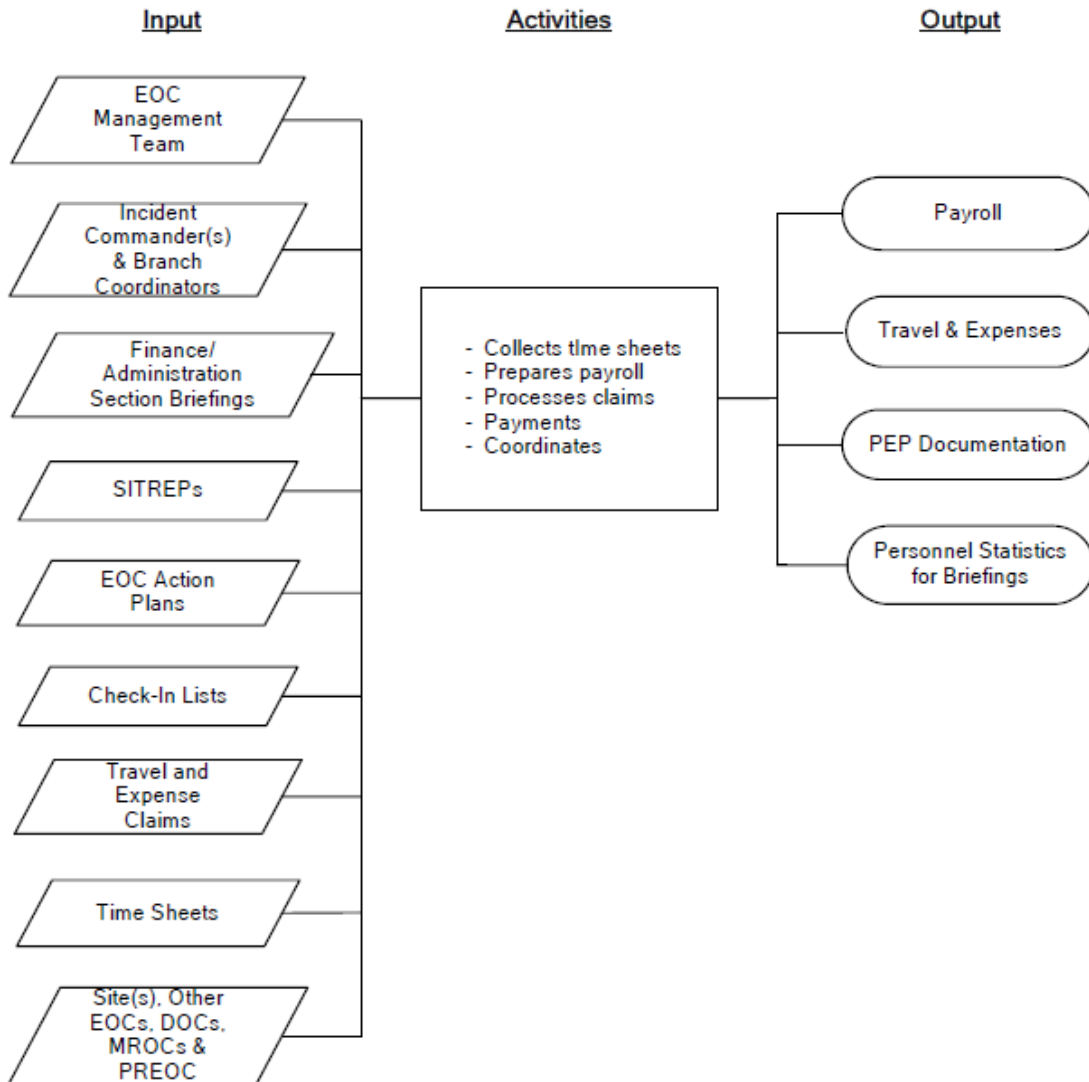 Input
Activities
Output
EOC
Management
Team
Incident
Commander(s)
& Branch
Coordinators
Finance/
Administration
Section Briefings
SITREPs
EOC Action
Plans
Check-In Lists
Travel and
Expense
Claims
Time Sheets
Site(s), Other
EOCs, DOCs,
MROCs &
PREOC
- Collects tIme sheets
- Prepares payroll
- Processes claims
- Payments
- Coordinates
Payroll
Travel & Expenses
PEP Documentation
Personnel Statistics
for Briefings